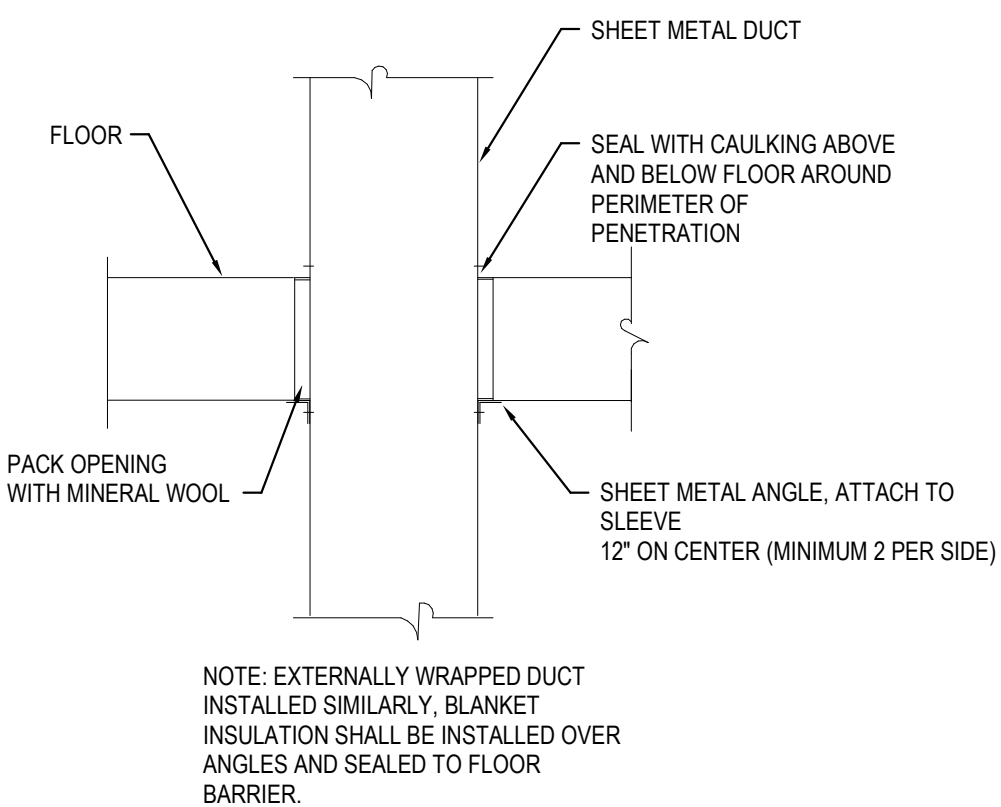 SHEET METAL DUCT
FLOOR
SEAL WITH CAULKING ABOVE
AND BELOW FLOOR AROUND
PERIMETER OF
PENETRATION
PACK OPENING
WITH MINERAL WOOL
SHEET METAL ANGLE, ATTACH TO
SLEEVE
12" ON CENTER (MINIMUM 2 PER SIDE)
NOTE: EXTERNALLY WRAPPED DUCT
INSTALLED SIMILARLY, BLANKET
INSULATION SHALL BE INSTALLED OVER
ANGLES AND SEALED TO FLOOR
BARRIER.